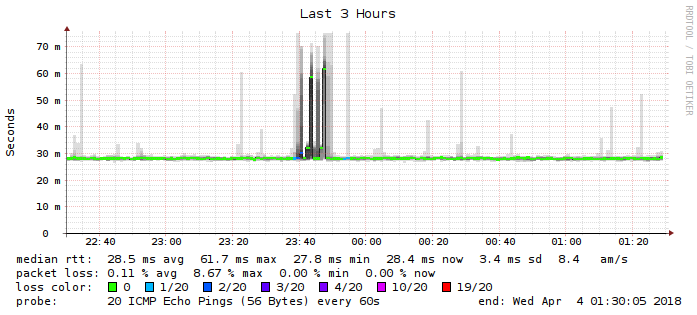 Last 3 Hours
RRDTOOL / TOBI OETIKER
Seconds
70 m
60 m
50 m
40 m
30 m
20 m
10 m
0
22:40 23:00 23:20 23:40 00:00 00:20 00:40 01:00 01:20
median rtt: 28.5 ms avg 61.7 ms max 27.8 ms min 28.4 ms now 3.4 ms sd 8.4 am/s
packet loss: 0.11 % avg 8.67 % max 0.00 % min 0.00 % now
loss color: 0 1/20 2/20 3/20 4/20 10/20 19/20
probe: 20 ICMP Echo Pings (56 Bytes) every 60s end: Wed Apr 4 01:30:05 2018